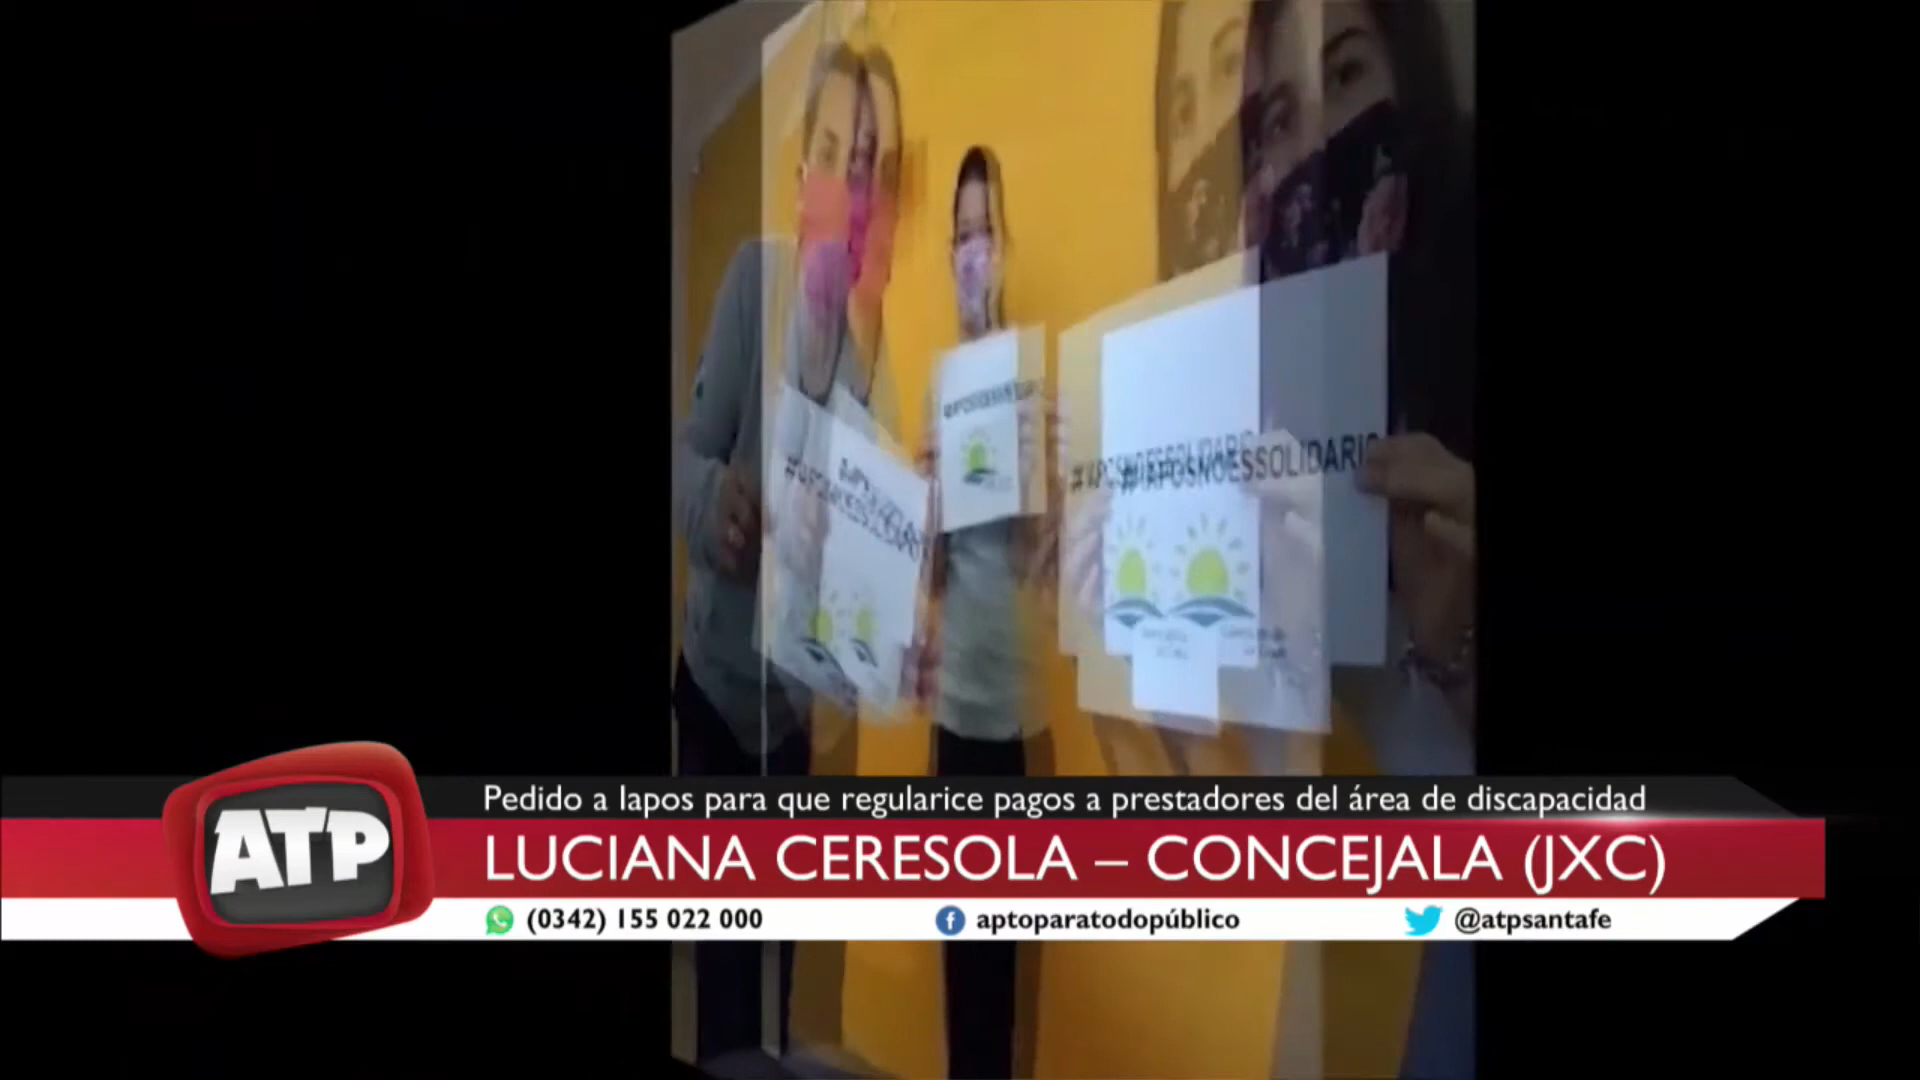 #IAPOSNOESSOLIDARIO
Pedido a Iapos para que regularice pagos a prestadores del área de discapacidad
ATP
LUCIANA CERESOLA – CONCEJALA (JXC)
(0342) 155 022 000
aptoparatodopúblico
@atpsantafe